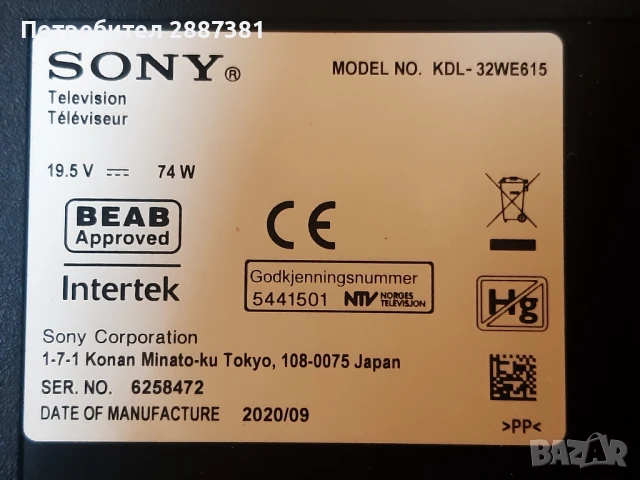 Потребител 2887381
SONY®
MODEL NO. KDL-32WE615
Television
Téléviseur
19.5 V ⎓ 74 W
BEAB
Approved
CE
Intertek
Godkjenningsnummer
5441501 NTV NORGES TELEVISJON
Hg
Sony Corporation
1-7-1 Konan Minato-ku Tokyo, 108-0075 Japan
SER. NO. 6258472
DATE OF MANUFACTURE 2020/09
>PP<
BAZAR